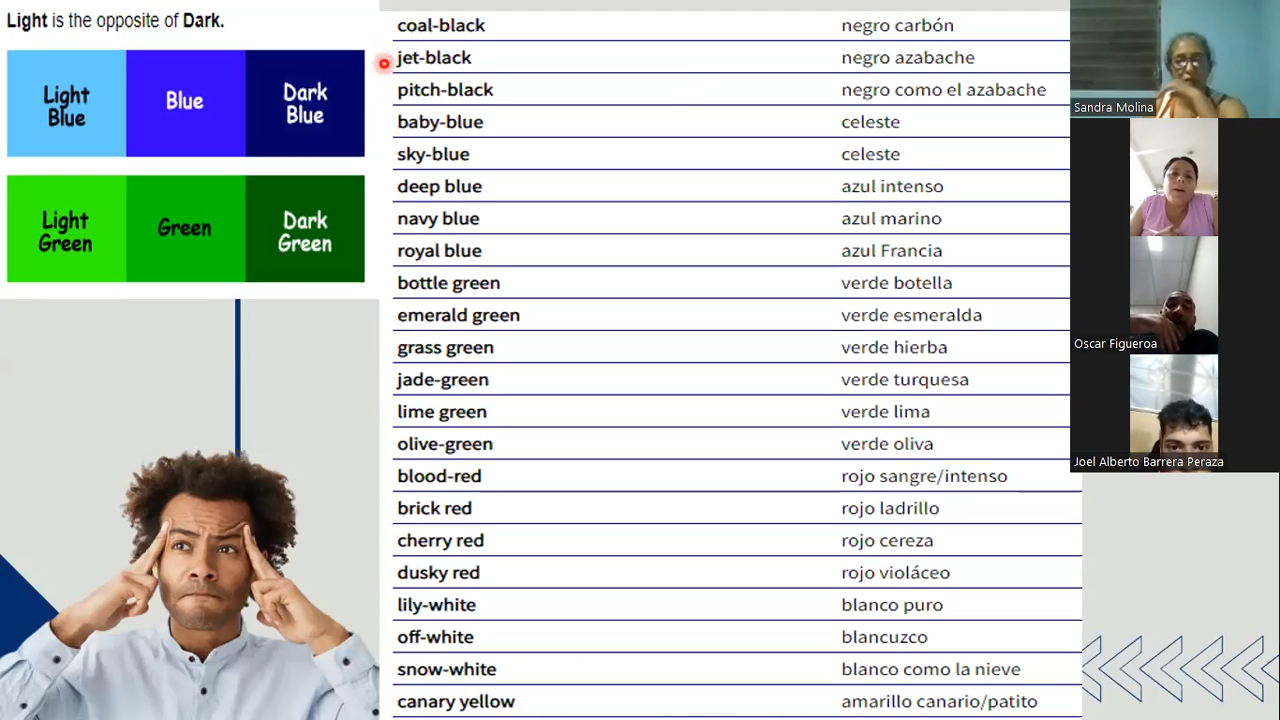 Light is the opposite of Dark.
Light
Blue
Blue
Dark
Blue
Light
Green
Green
Dark
Green
coal-black negro carbón
jet-black negro azabache
pitch-black negro como el azabache
baby-blue celeste
sky-blue celeste
deep blue azul intenso
navy blue azul marino
royal blue azul Francia
bottle green verde botella
emerald green verde esmeralda
grass green verde hierba
jade-green verde turquesa
lime green verde lima
olive-green verde oliva
blood-red rojo sangre/intenso
brick red rojo ladrillo
cherry red rojo cereza
dusky red rojo violáceo
lily-white blanco puro
off-white blancuzco
snow-white blanco como la nieve
canary yellow amarillo canario/patito
Sandra Molina
Oscar Figueroa
Joel Alberto Barrera Peraza